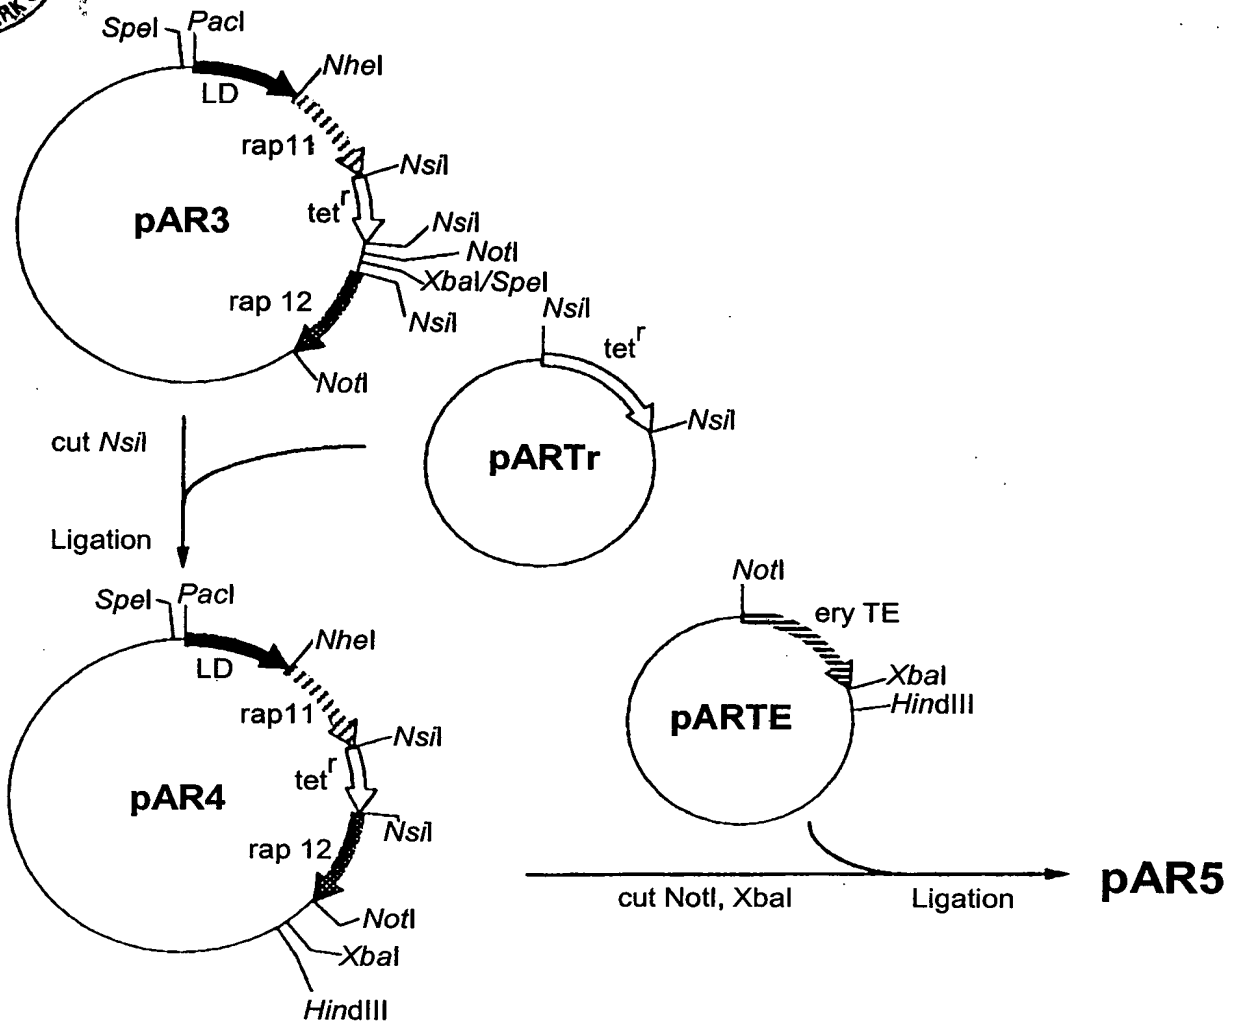 SpeI PacI
NheI
LD
rap11
NsiI
tetr
pAR3
NsiI
NotI
XbaI/SpeI
rap 12
NsiI
NotI
NsiI
tetr
NsiI
pARTr
cut NsiI
Ligation
SpeI PacI
NheI
LD
rap11
NsiI
tetr
pAR4
NsiI
rap 12
NotI
XbaI
HindIII
NotI
ery TE
XbaI
HindIII
pARTE
cut NotI, XbaI
Ligation
pAR5